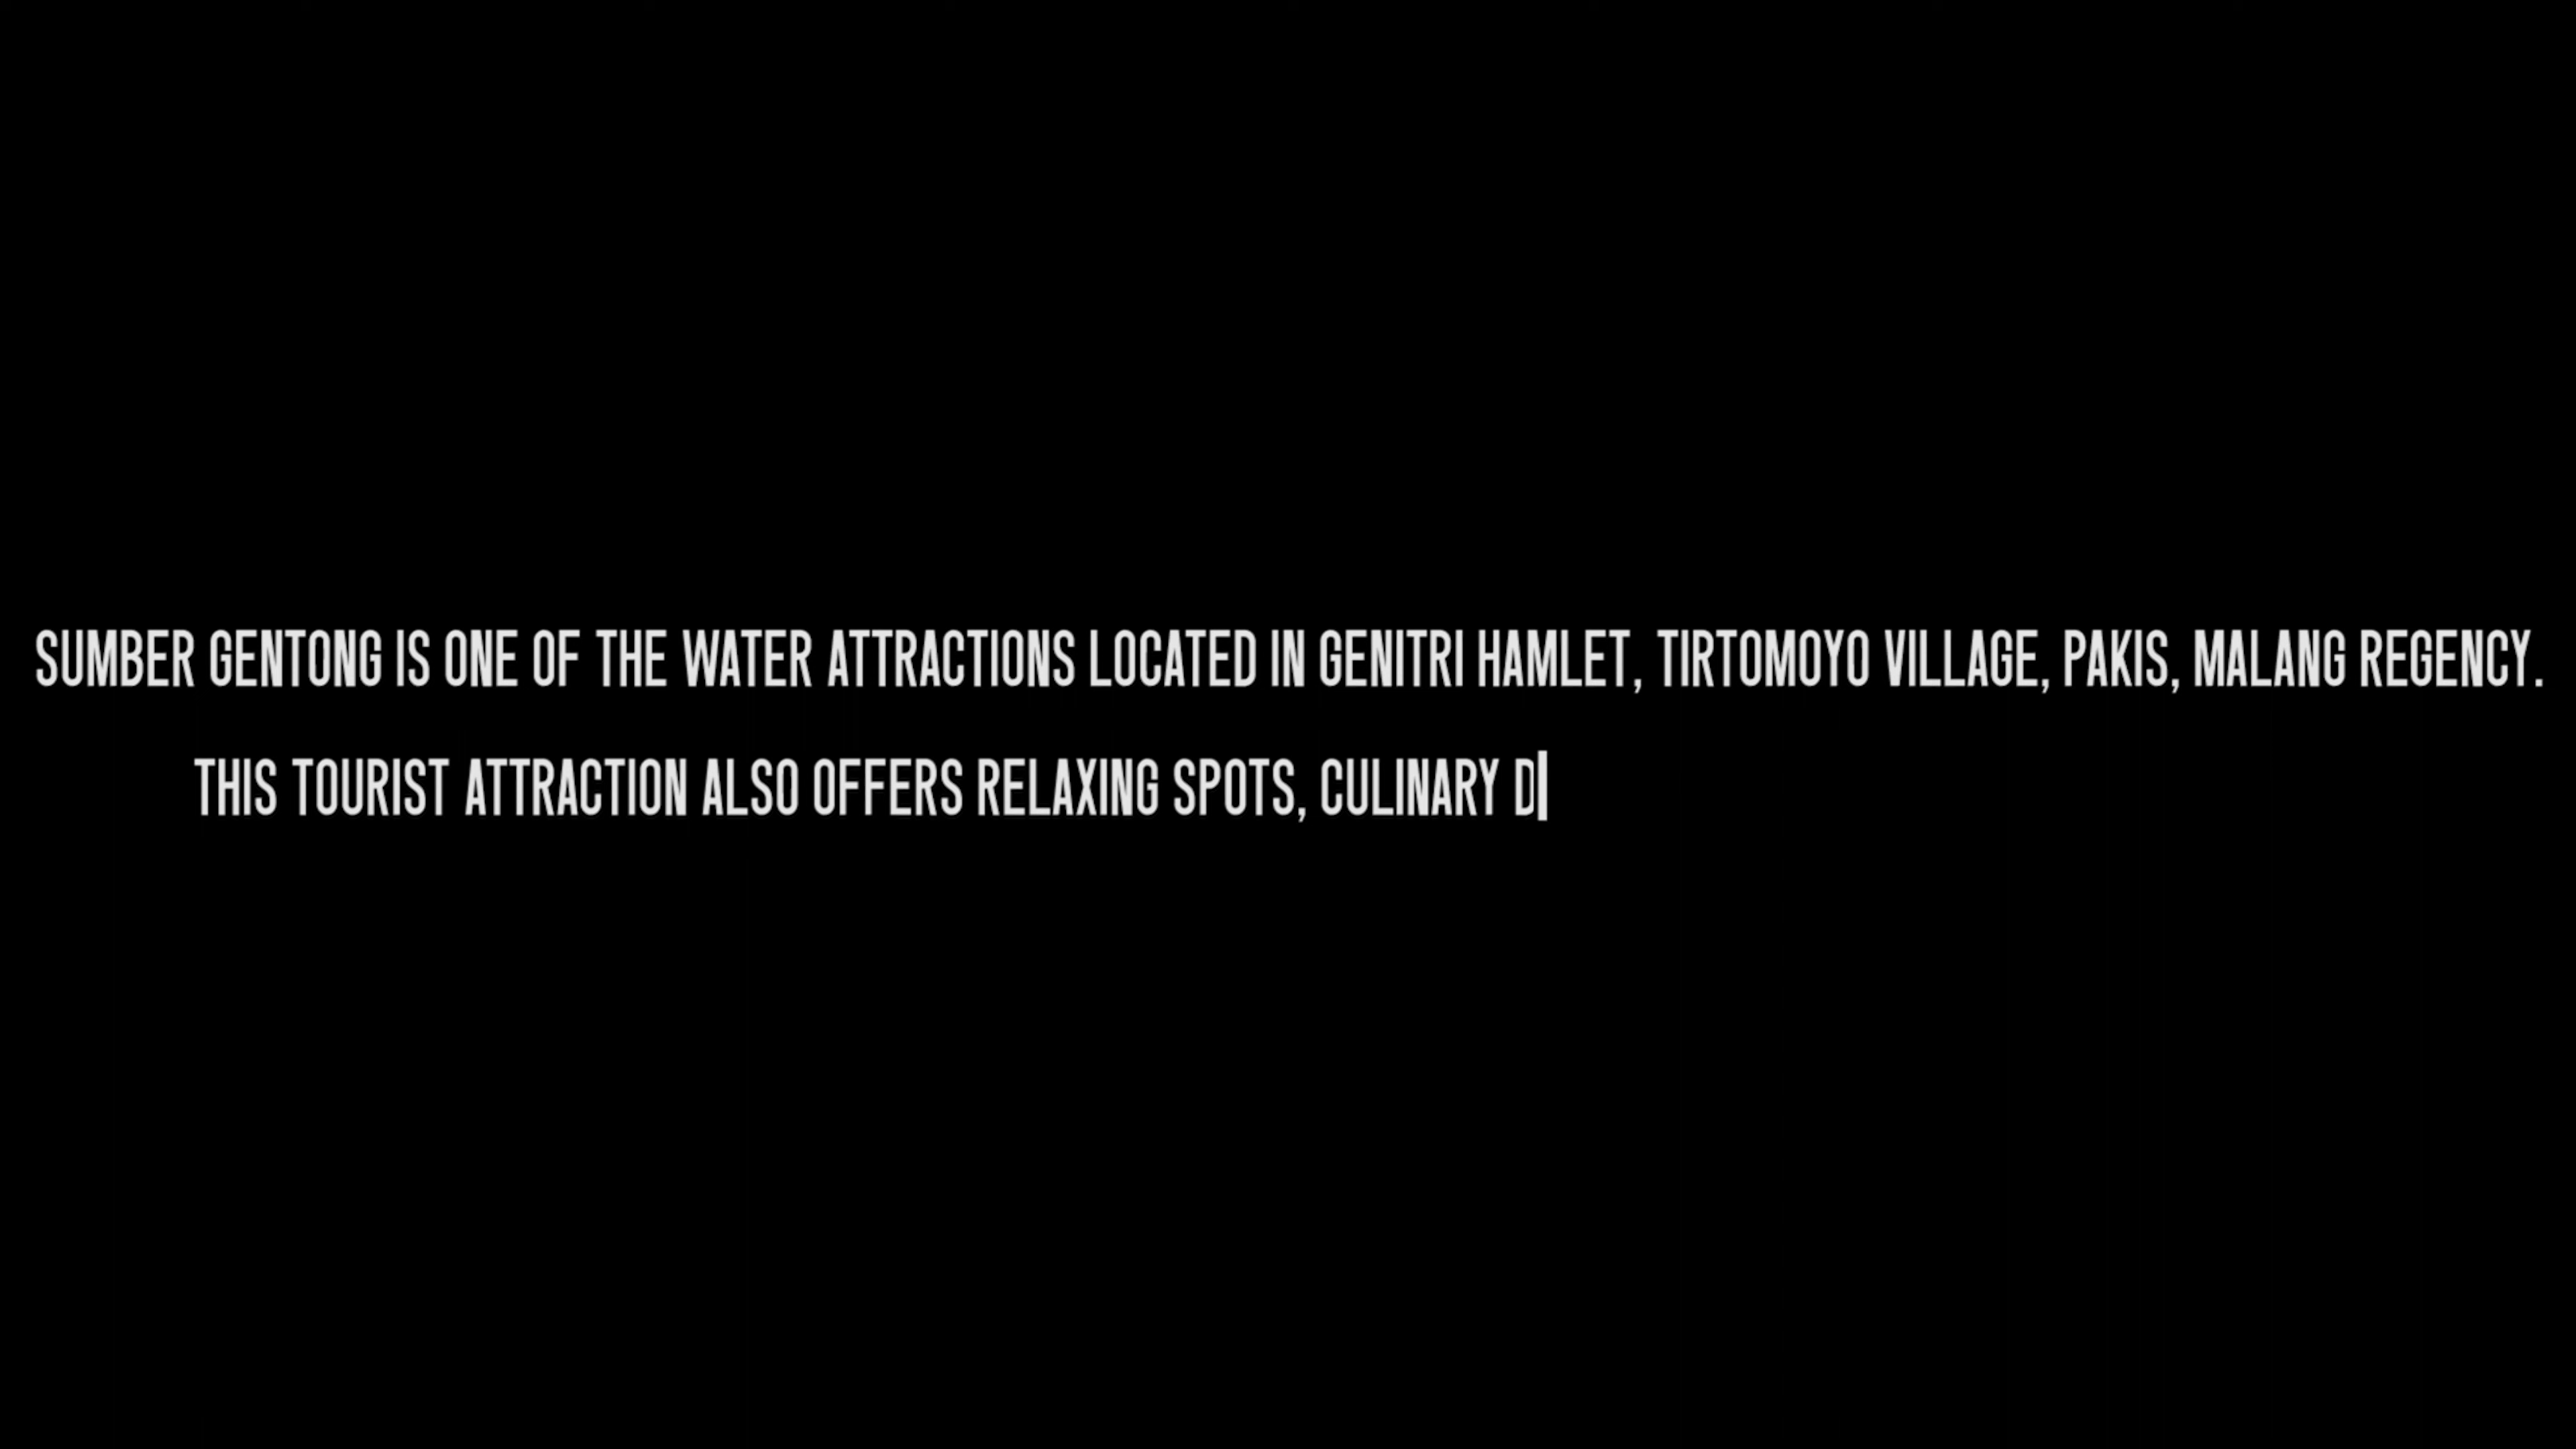 SUMBER GENTONG IS ONE OF THE WATER ATTRACTIONS LOCATED IN GENITRI HAMLET, TIRTOMOYO VILLAGE, PAKIS, MALANG REGENCY.
THIS TOURIST ATTRACTION ALSO OFFERS RELAXING SPOTS, CULINARY D